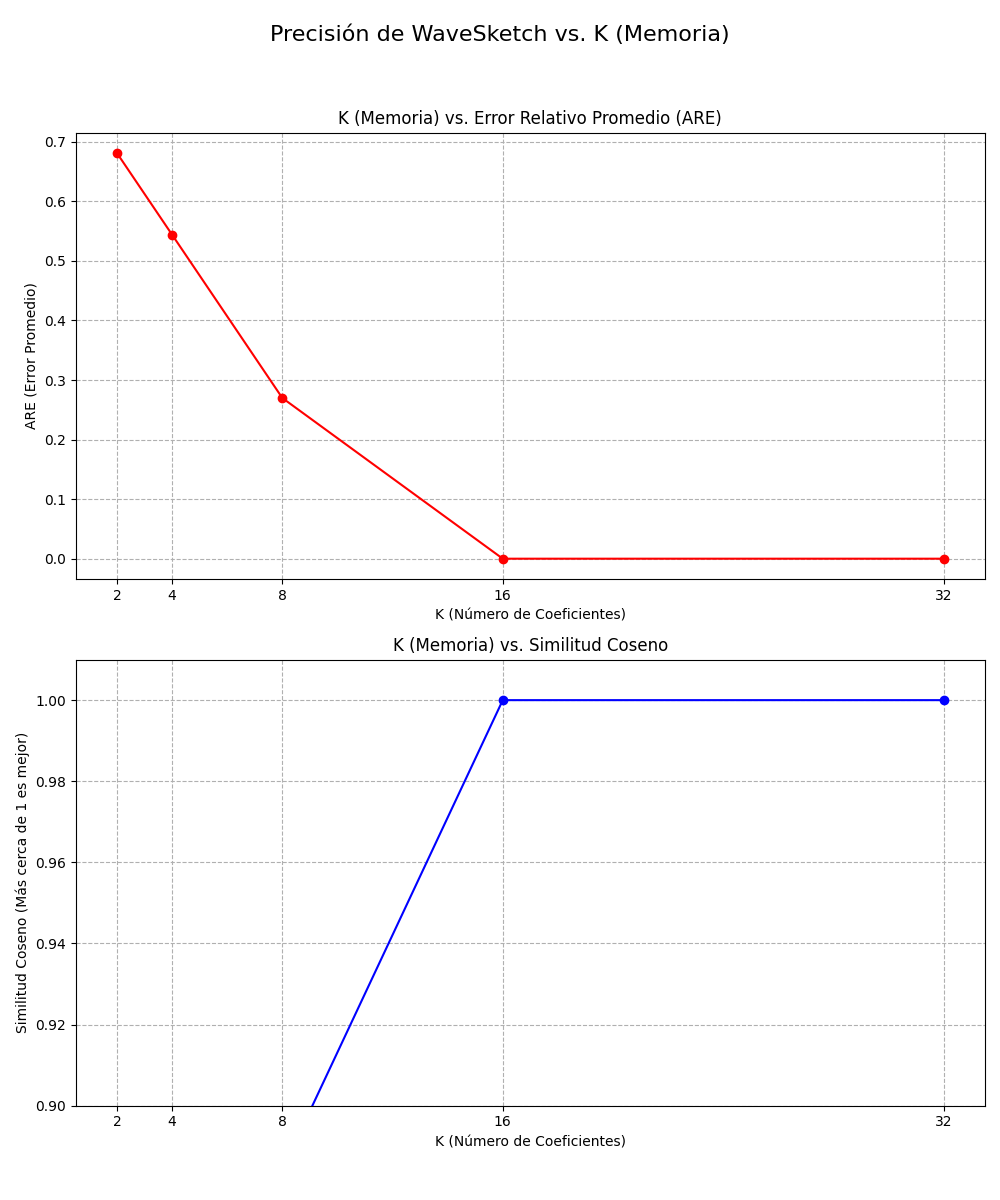 Precisión de WaveSketch vs. K (Memoria)
K (Memoria) vs. Error Relativo Promedio (ARE)
ARE (Error Promedio)
0.7
0.6
0.5
0.4
0.3
0.2
0.1
0.0
2 4 8 16 32
K (Número de Coeficientes)
K (Memoria) vs. Similitud Coseno
Similitud Coseno (Más cerca de 1 es mejor)
1.00
0.98
0.96
0.94
0.92
0.90
2 4 8 16 32
K (Número de Coeficientes)